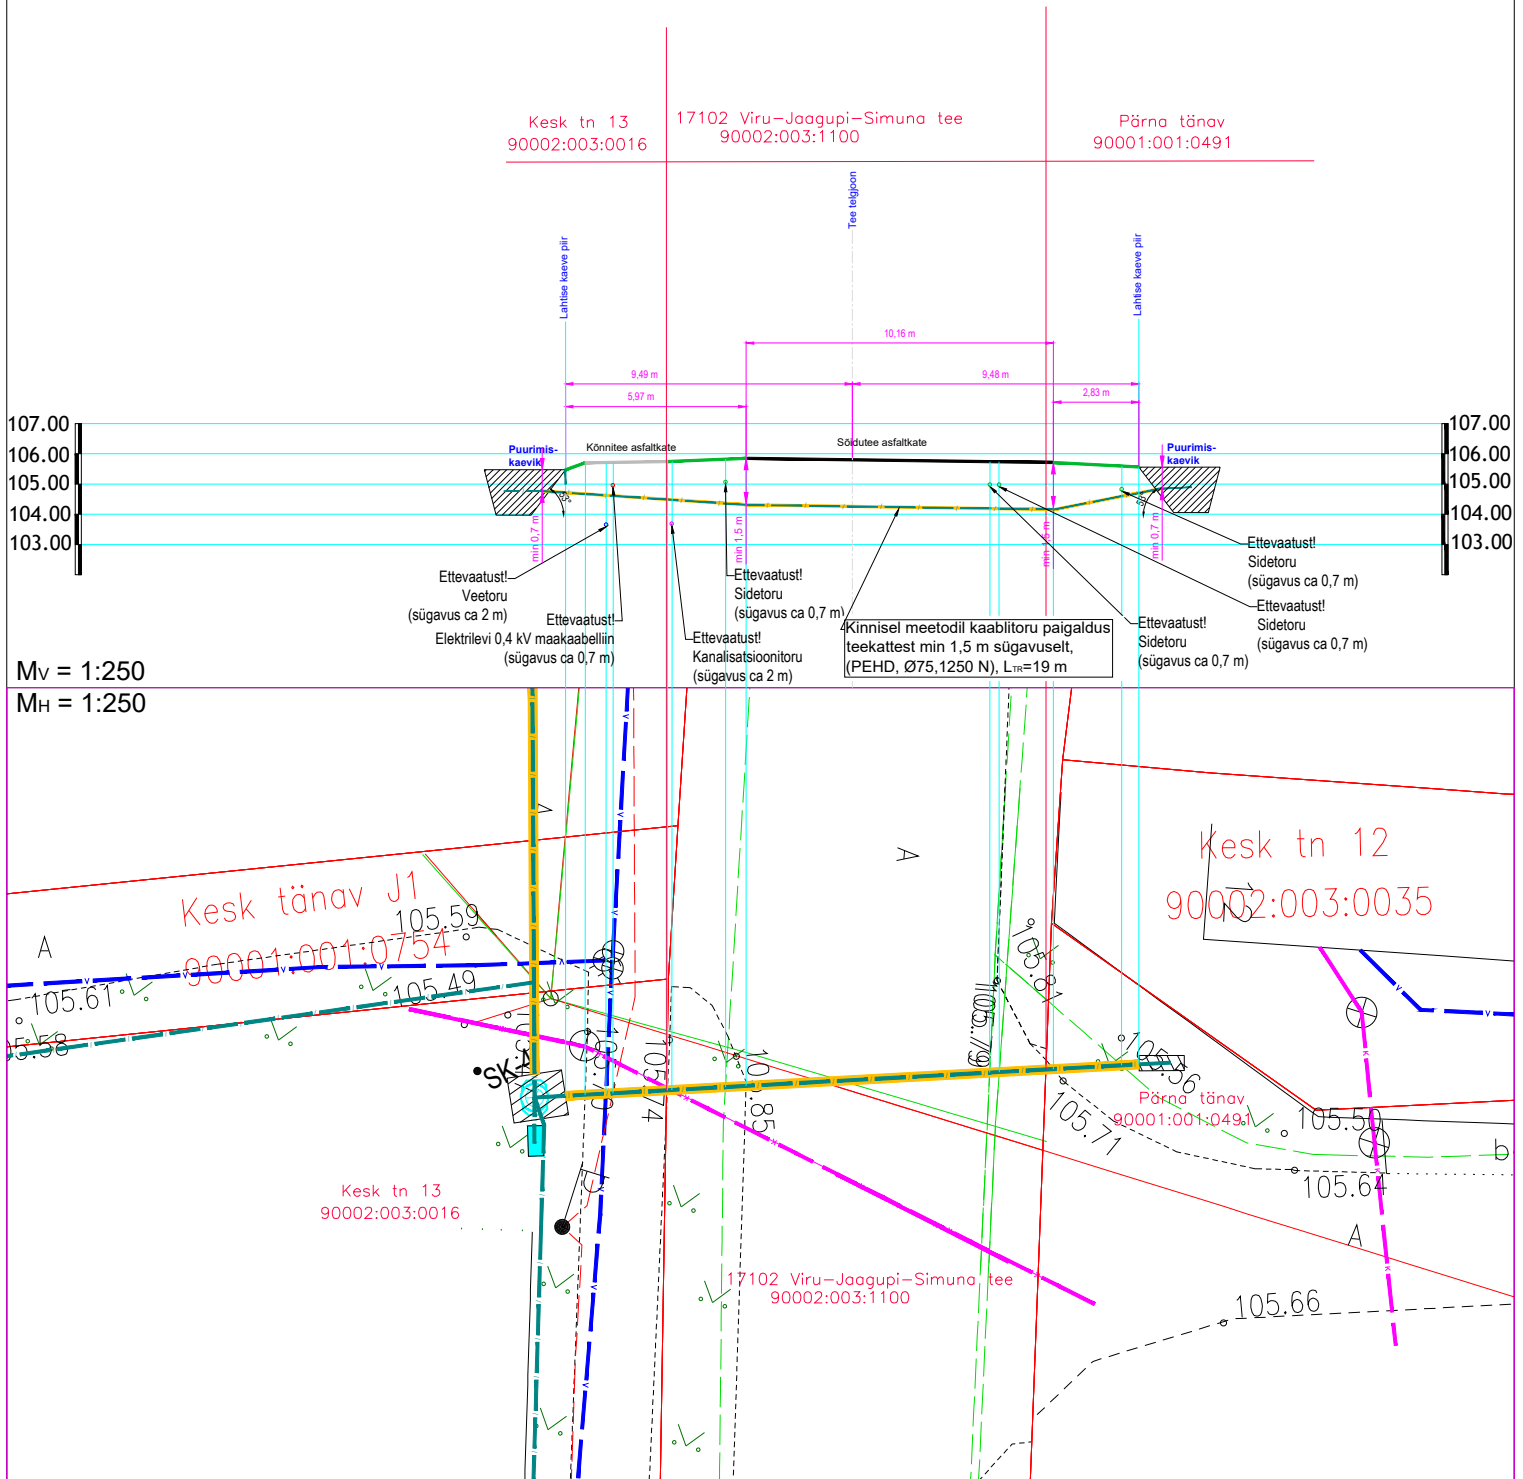 Kesk tn 13
90002:003:0016
17102 Viru-Jaagupi-Simuna tee
90002:003:1100
Pärna tänav
90001:001:0491
Lahtise kaeve piir
Tee telgjoon
Lahtise kaeve piir
10,16 m
9,49 m
9,48 m
5,97 m
2,83 m
107.00
106.00
105.00
104.00
103.00
107.00
106.00
105.00
104.00
103.00
Puurimis-
kaevik
Kõnnitee asfaltkate
Sõidutee asfaltkate
Puurimis-
kaevik
min 0,7 m
min 1,5 m
min 0,7 m
Ettevaatust!
Veetoru
(sügavus ca 2 m)
Ettevaatust!
Elektrilevi 0,4 kV maakaabelliin
(sügavus ca 0,7 m)
Ettevaatust!
Sidetoru
(sügavus ca 0,7 m)
Ettevaatust!
Kanalisatsioonitoru
(sügavus ca 2 m)
Kinnisel meetodil kaablitoru paigaldus
teekattest min 1,5 m sügavuselt,
(PEHD, Ø75,1250 N), LTR=19 m
Ettevaatust!
Sidetoru
(sügavus ca 0,7 m)
Ettevaatust!
Sidetoru
(sügavus ca 0,7 m)
Ettevaatust!
Sidetoru
(sügavus ca 0,7 m)
MV = 1:250
MH = 1:250
Kesk tänav J1
90001:001:0754
105.59
A
105.61
105.49
A
Kesk tn 12
90002:003:0035
105.81
105.79
105.74
105.56
105.71
Pärna tänav
90001:001:0491
105.50
105.64
b
A
Kesk tn 13
90002:003:0016
17102 Viru-Jaagupi-Simuna tee
90002:003:1100
105.66